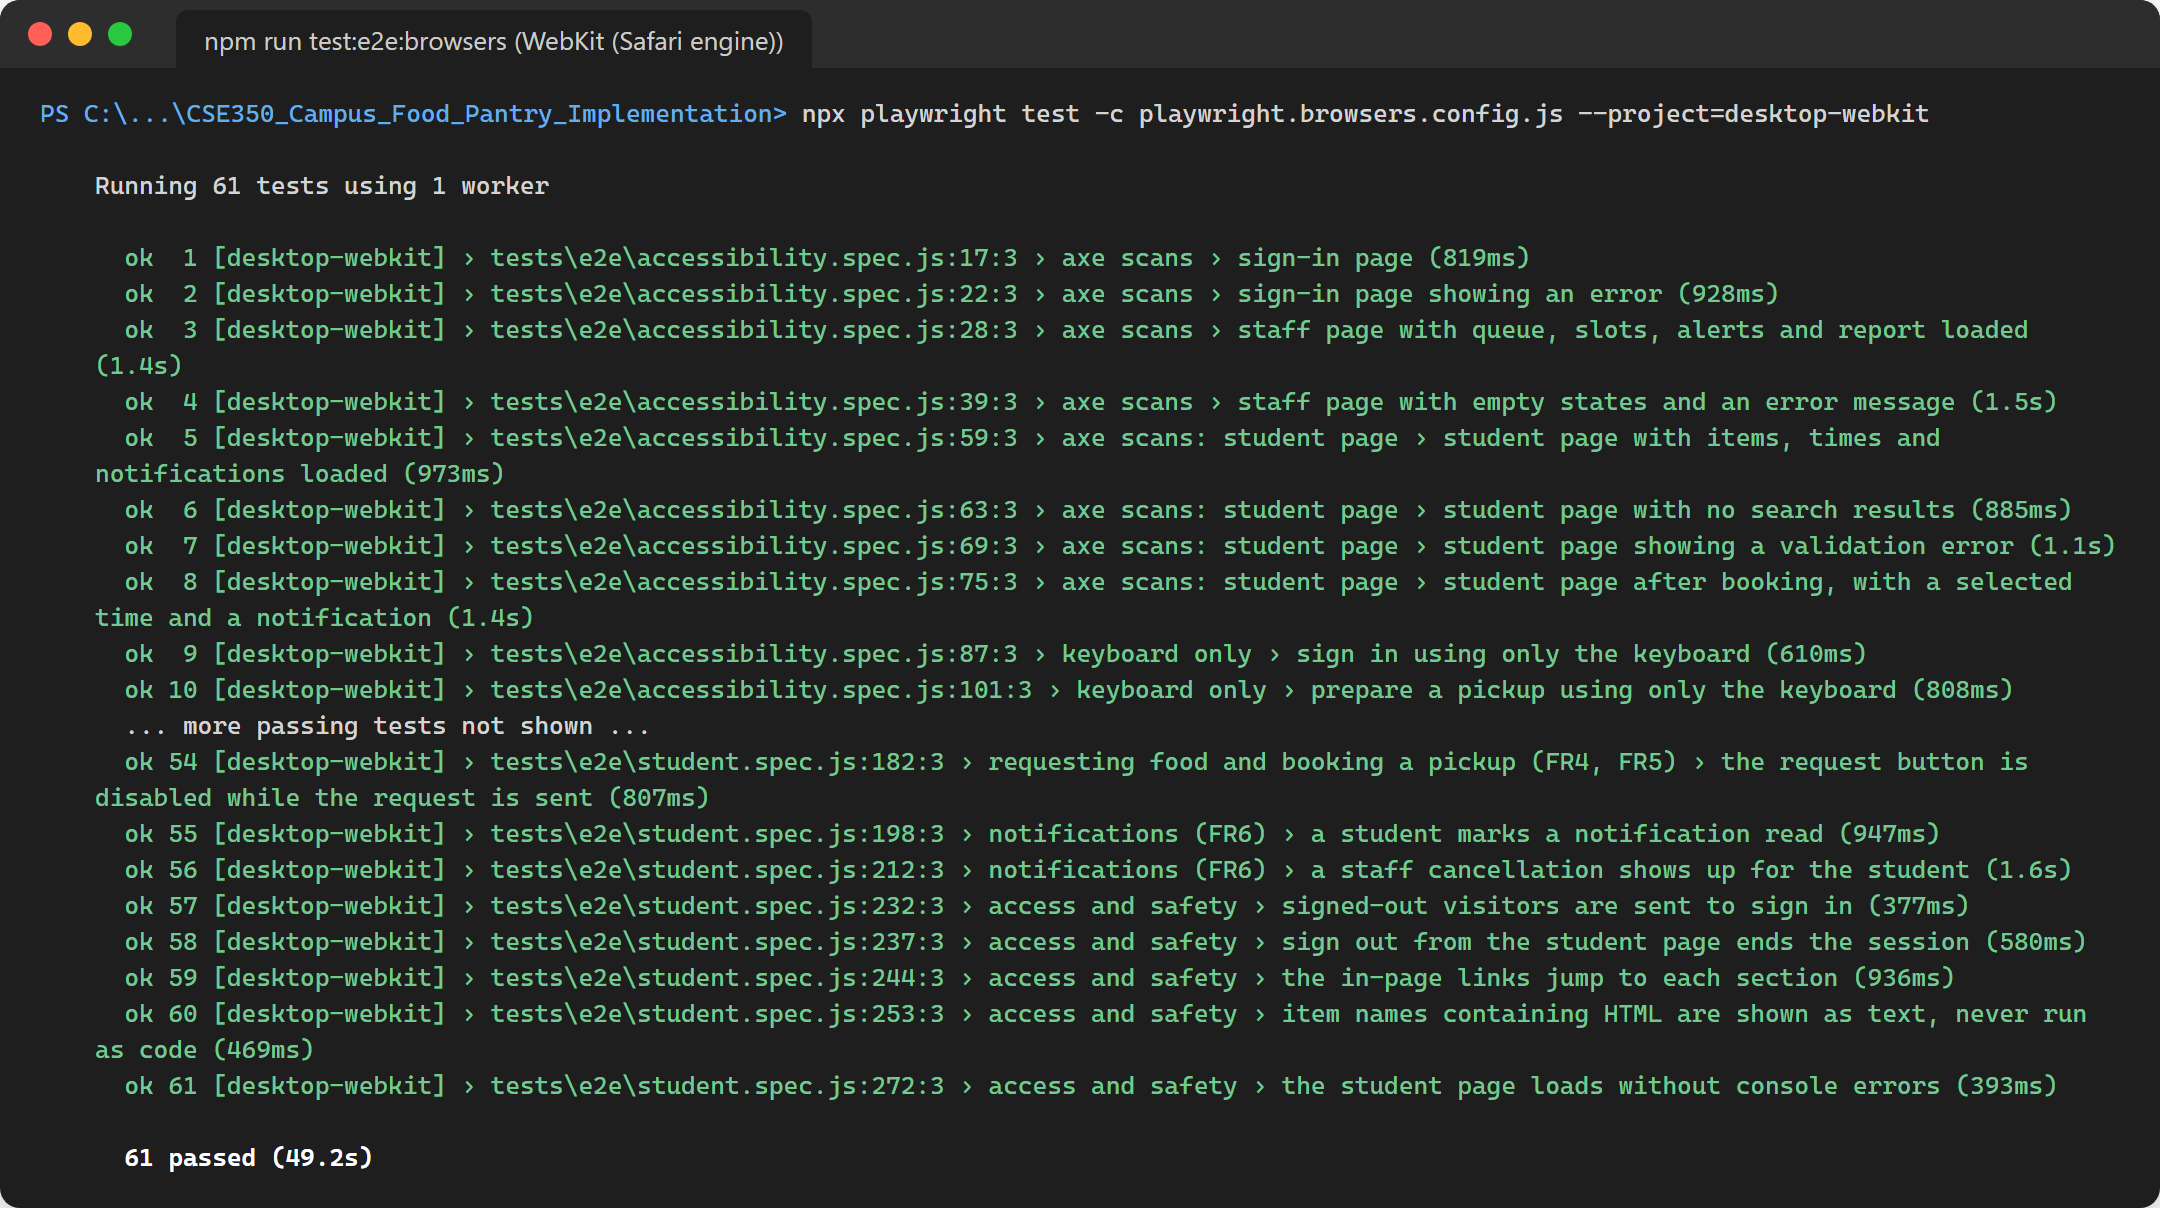 npm run test:e2e:browsers (WebKit (Safari engine))
PS C:\...\CSE350_Campus_Food_Pantry_Implementation> npx playwright test -c playwright.browsers.config.js --project=desktop-webkit
Running 61 tests using 1 worker
ok  1 [desktop-webkit] › tests\e2e\accessibility.spec.js:17:3 › axe scans › sign-in page (819ms)
ok  2 [desktop-webkit] › tests\e2e\accessibility.spec.js:22:3 › axe scans › sign-in page showing an error (928ms)
ok  3 [desktop-webkit] › tests\e2e\accessibility.spec.js:28:3 › axe scans › staff page with queue, slots, alerts and report loaded
(1.4s)
ok  4 [desktop-webkit] › tests\e2e\accessibility.spec.js:39:3 › axe scans › staff page with empty states and an error message (1.5s)
ok  5 [desktop-webkit] › tests\e2e\accessibility.spec.js:59:3 › axe scans: student page › student page with items, times and
notifications loaded (973ms)
ok  6 [desktop-webkit] › tests\e2e\accessibility.spec.js:63:3 › axe scans: student page › student page with no search results (885ms)
ok  7 [desktop-webkit] › tests\e2e\accessibility.spec.js:69:3 › axe scans: student page › student page showing a validation error (1.1s)
ok  8 [desktop-webkit] › tests\e2e\accessibility.spec.js:75:3 › axe scans: student page › student page after booking, with a selected
time and a notification (1.4s)
ok  9 [desktop-webkit] › tests\e2e\accessibility.spec.js:87:3 › keyboard only › sign in using only the keyboard (610ms)
ok 10 [desktop-webkit] › tests\e2e\accessibility.spec.js:101:3 › keyboard only › prepare a pickup using only the keyboard (808ms)
... more passing tests not shown ...
ok 54 [desktop-webkit] › tests\e2e\student.spec.js:182:3 › requesting food and booking a pickup (FR4, FR5) › the request button is
disabled while the request is sent (807ms)
ok 55 [desktop-webkit] › tests\e2e\student.spec.js:198:3 › notifications (FR6) › a student marks a notification read (947ms)
ok 56 [desktop-webkit] › tests\e2e\student.spec.js:212:3 › notifications (FR6) › a staff cancellation shows up for the student (1.6s)
ok 57 [desktop-webkit] › tests\e2e\student.spec.js:232:3 › access and safety › signed-out visitors are sent to sign in (377ms)
ok 58 [desktop-webkit] › tests\e2e\student.spec.js:237:3 › access and safety › sign out from the student page ends the session (580ms)
ok 59 [desktop-webkit] › tests\e2e\student.spec.js:244:3 › access and safety › the in-page links jump to each section (936ms)
ok 60 [desktop-webkit] › tests\e2e\student.spec.js:253:3 › access and safety › item names containing HTML are shown as text, never run
as code (469ms)
ok 61 [desktop-webkit] › tests\e2e\student.spec.js:272:3 › access and safety › the student page loads without console errors (393ms)
61 passed (49.2s)